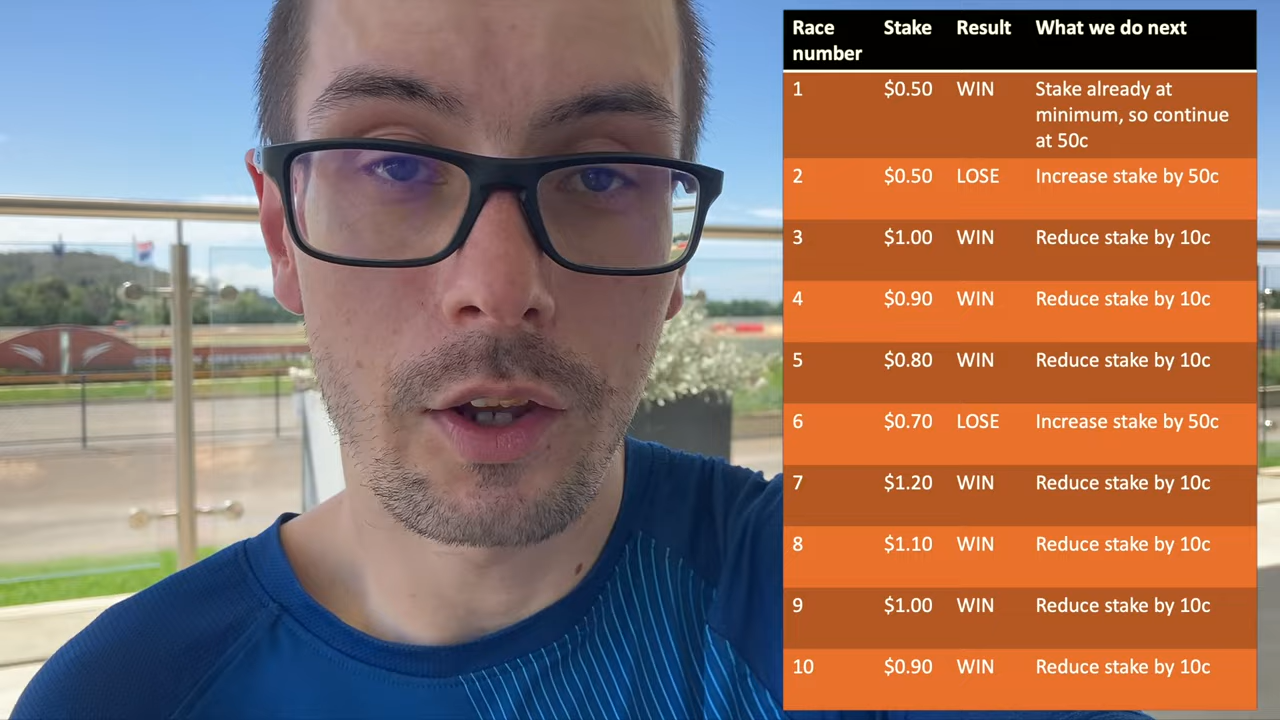 Race number Stake Result What we do next
1 $0.50 WIN Stake already at minimum, so continue at 50c
2 $0.50 LOSE Increase stake by 50c
3 $1.00 WIN Reduce stake by 10c
4 $0.90 WIN Reduce stake by 10c
5 $0.80 WIN Reduce stake by 10c
6 $0.70 LOSE Increase stake by 50c
7 $1.20 WIN Reduce stake by 10c
8 $1.10 WIN Reduce stake by 10c
9 $1.00 WIN Reduce stake by 10c
10 $0.90 WIN Reduce stake by 10c